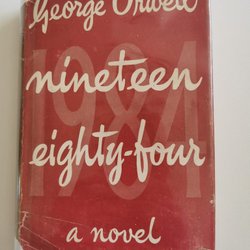 George Orwell
1984
nineteen
eighty-four
a novel